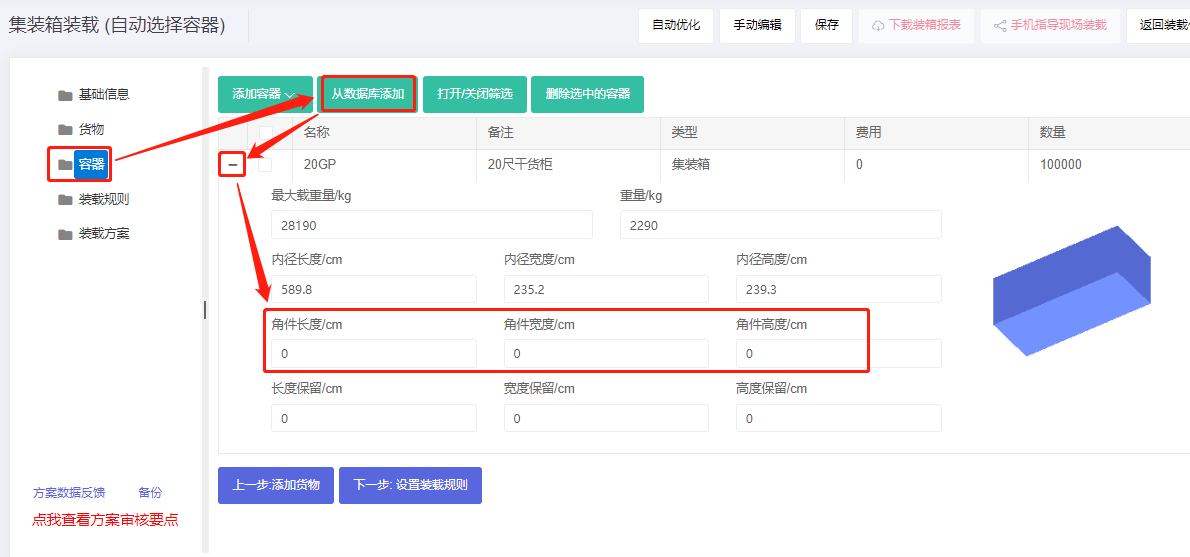 集装箱装载 (自动选择容器)
自动优化
手动编辑
保存
下载装箱报表
手机指导现场装载
基础信息
货物
容器
装载规则
装载方案
方案数据反馈
备份
点我查看方案审核要点
添加容器
从数据库添加
打开/关闭筛选
删除选中的容器
名称 备注 类型 费用 数量
20GP 20尺干货柜 集装箱 0 100000
最大载重量/kg 重量/kg
28190 2290
内径长度/cm 内径宽度/cm 内径高度/cm
589.8 235.2 239.3
角件长度/cm 角件宽度/cm 角件高度/cm
0 0 0
长度保留/cm 宽度保留/cm 高度保留/cm
0 0 0
上一步:添加货物
下一步: 设置装载规则